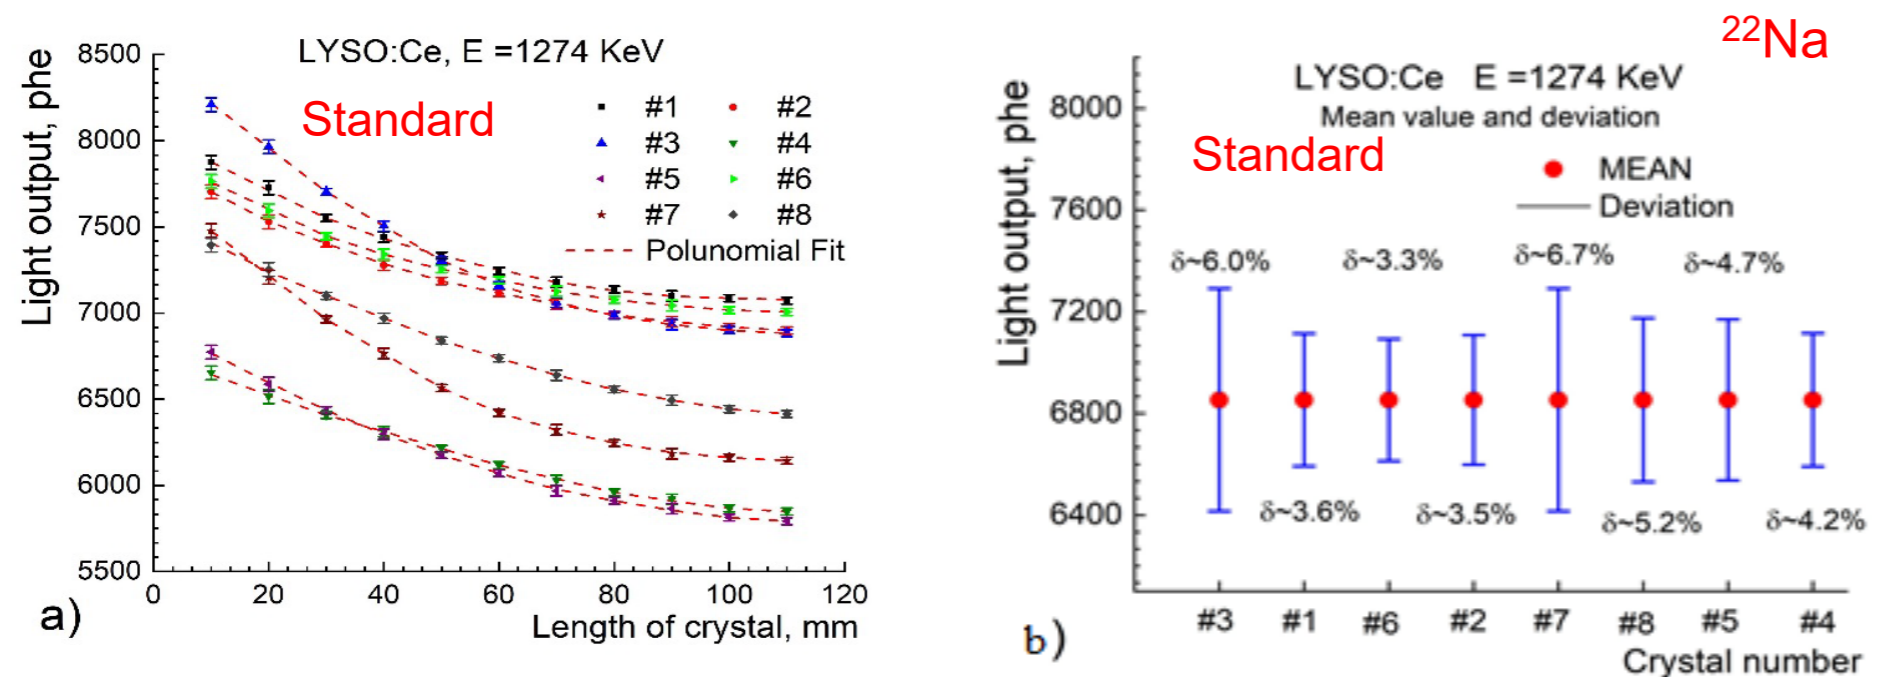 LYSO:Ce, E =1274 KeV
Standard
#1 #2
#3 #4
#5 #6
#7 #8
Polunomial Fit
Light output, phe
8500
8000
7500
7000
6500
6000
5500
0 20 40 60 80 100 120
Length of crystal, mm
a)
²²Na
LYSO:Ce E =1274 KeV
Mean value and deviation
Standard
MEAN
Deviation
Light output, phe
8000
7600
7200
6800
6400
δ~6.0% δ~3.3% δ~6.7% δ~4.7%
δ~3.6% δ~3.5% δ~5.2% δ~4.2%
#3 #1 #6 #2 #7 #8 #5 #4
Crystal number
b)